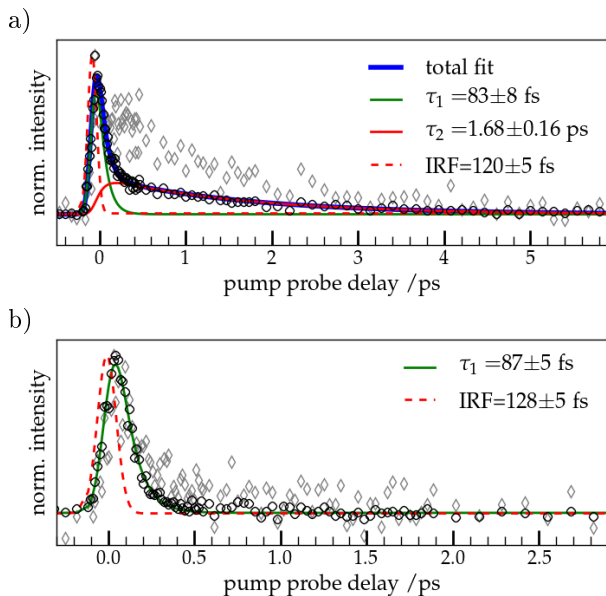 a)
norm. intensity
total fit
τ₁ =83±8 fs
τ₂ =1.68±0.16 ps
IRF=120±5 fs
0 1 2 3 4 5
pump probe delay /ps
b)
norm. intensity
τ₁ =87±5 fs
IRF=128±5 fs
0.0 0.5 1.0 1.5 2.0 2.5
pump probe delay /ps